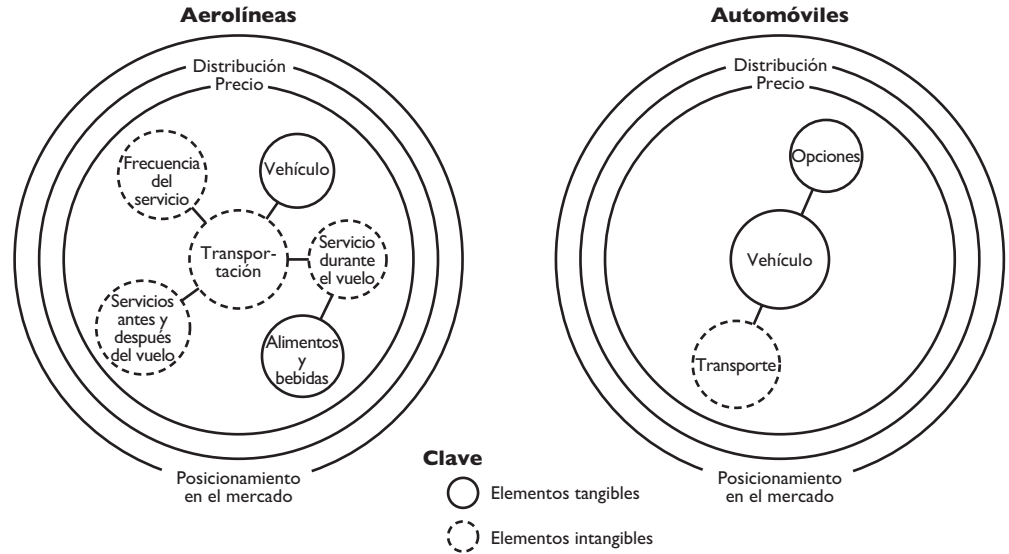 Aerolíneas
Distribución
Precio
Frecuencia
del
servicio
Vehículo
Transpor-
tación
Servicio
durante
el vuelo
Servicios
antes y
después
del vuelo
Alimentos
y
bebidas
Posicionamiento
en el mercado
Automóviles
Distribución
Precio
Opciones
Vehículo
Transporte
Posicionamiento
en el mercado
Clave
Elementos tangibles
Elementos intangibles